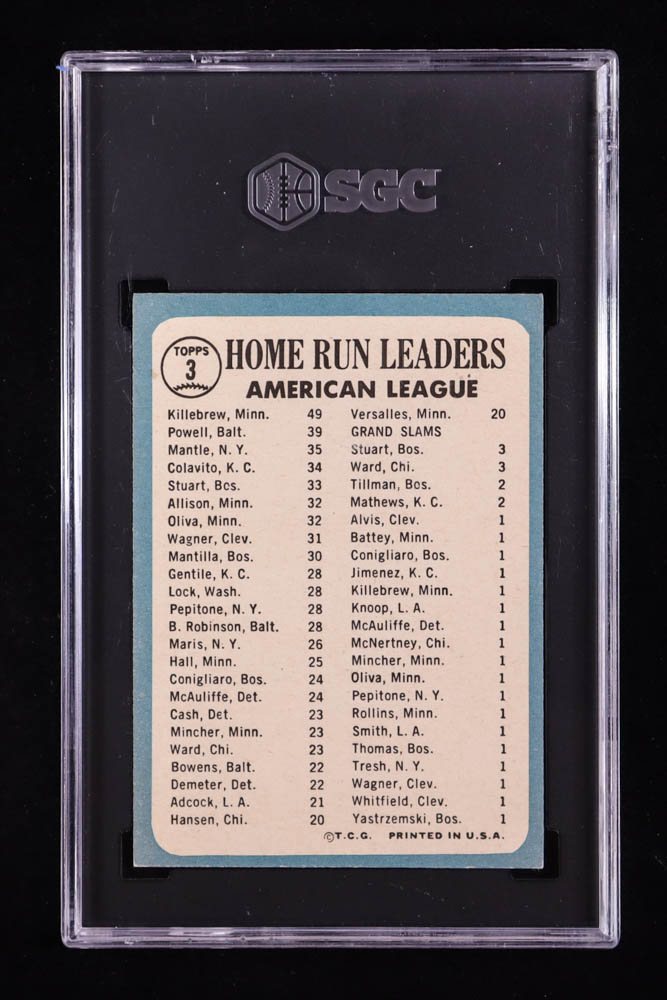 SGC
TOPPS
3
HOME RUN LEADERS
AMERICAN LEAGUE
Killebrew, Minn. 49
Powell, Balt. 39
Mantle, N. Y. 35
Colavito, K. C. 34
Stuart, Bos. 33
Allison, Minn. 32
Oliva, Minn. 32
Wagner, Clev. 31
Mantilla, Bos. 30
Gentile, K. C. 28
Lock, Wash. 28
Pepitone, N. Y. 28
B. Robinson, Balt. 28
Maris, N. Y. 26
Hall, Minn. 25
Conigliaro, Bos. 24
McAuliffe, Det. 24
Cash, Det. 23
Mincher, Minn. 23
Ward, Chi. 23
Bowens, Balt. 22
Demeter, Det. 22
Adcock, L. A. 21
Hansen, Chi. 20
Versalles, Minn. 20
GRAND SLAMS
Stuart, Bos. 3
Ward, Chi. 3
Tillman, Bos. 2
Mathews, K. C. 2
Alvis, Clev. 1
Battey, Minn. 1
Conigliaro, Bos. 1
Jimenez, K. C. 1
Killebrew, Minn. 1
Knoop, L. A. 1
McAuliffe, Det. 1
McNertney, Chi. 1
Mincher, Minn. 1
Oliva, Minn. 1
Pepitone, N. Y. 1
Rollins, Minn. 1
Smith, L. A. 1
Thomas, Bos. 1
Tresh, N. Y. 1
Wagner, Clev. 1
Whitfield, Clev. 1
Yastrzemski, Bos. 1
©T.C.G. PRINTED IN U.S.A.